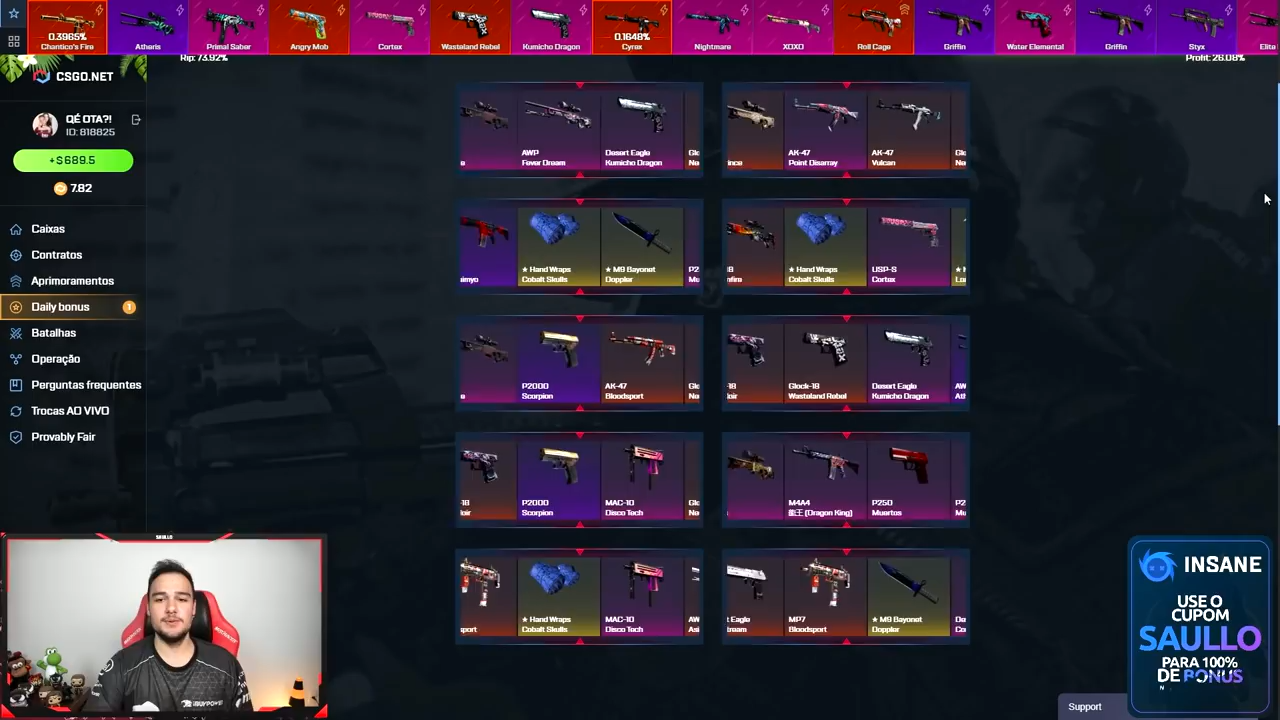 0.3965%
Chantico's Fire
Atheris
Primal Saber
Angry Mob
Cortex
Wasteland Rebel
Kumicho Dragon
0.1648%
Cyrex
Nightmare
XOXO
Roll Cage
Griffin
Water Elemental
Griffin
Styx
Elite
Rip: 73.92%
Profit: 26.08%
CSGO.NET
QÉ OTA?!
ID: 818825
+$689.5
7.82
Caixas
Contratos
Aprimoramentos
Daily bonus 1
Batalhas
Operação
Perguntas frequentes
Trocas AO VIVO
Provably Fair
AWP
Fever Dream
Desert Eagle
Kumicho Dragon
AK-47
Point Disarray
AK-47
Vulcan
★ Hand Wraps
Cobalt Skulls
★ M9 Bayonet
Doppler
★ Hand Wraps
Cobalt Skulls
USP-S
Cortex
P2000
Scorpion
AK-47
Bloodsport
Glock-18
Wasteland Rebel
Desert Eagle
Kumicho Dragon
P2000
Scorpion
MAC-10
Disco Tech
M4A4
龍王 (Dragon King)
P250
Muertos
★ Hand Wraps
Cobalt Skulls
MAC-10
Disco Tech
MP7
Bloodsport
★ M9 Bayonet
Doppler
SAULLO
INSANE
USE O
CUPOM
SAULLO
PARA 100%
DE BONUS
Support